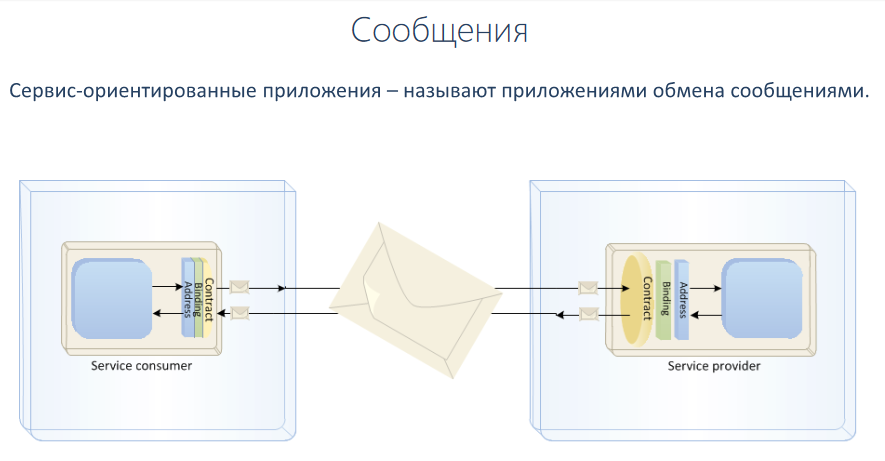 Сообщения
Сервис-ориентированные приложения – называют приложениями обмена сообщениями.
Contract
Binding
Address
Service consumer
Contract
Binding
Address
Service provider